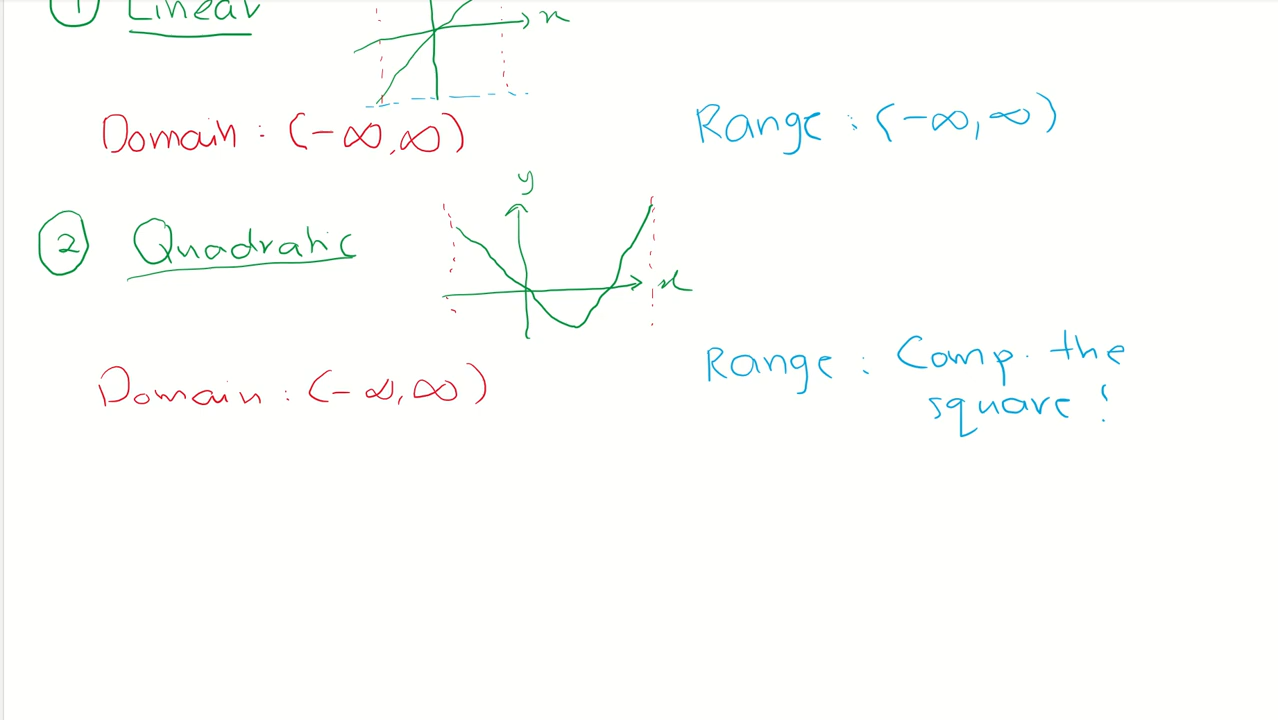 ① Linear
x
Domain : (-∞,∞)
Range : (-∞,∞)
② Quadratic
y
x
Domain : (-∞,∞)
Range : Comp. the
square !